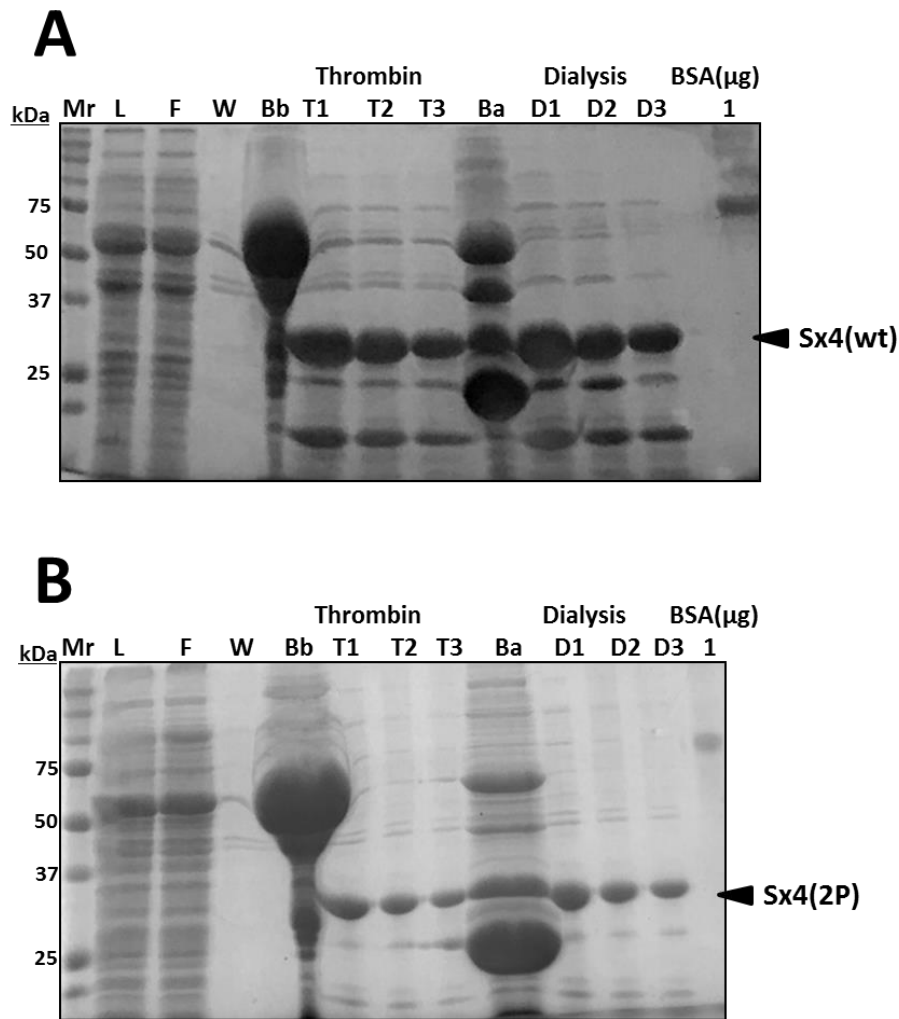 A
Thrombin Dialysis BSA(µg)
kDa Mr L F W Bb T1 T2 T3 Ba D1 D2 D3 1
75
50
37
Sx4(wt)
25
B
Thrombin Dialysis BSA(µg)
kDa Mr L F W Bb T1 T2 T3 Ba D1 D2 D3 1
75
50
37
Sx4(2P)
25